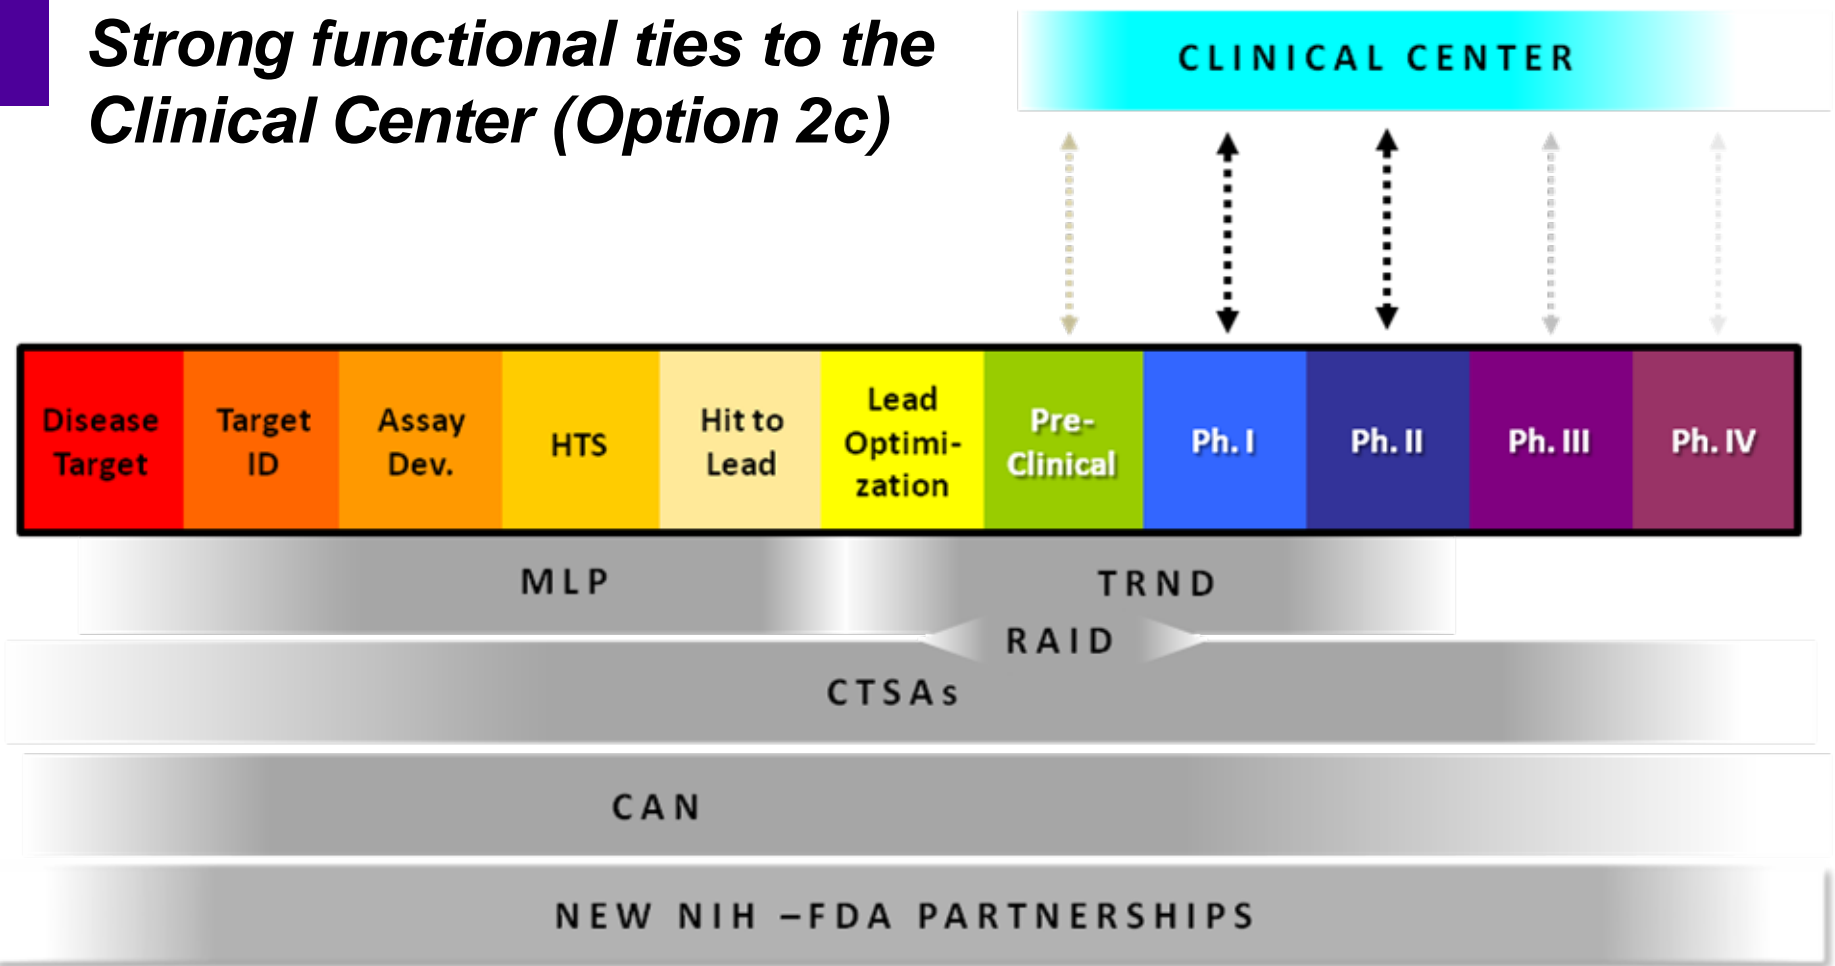 Strong functional ties to the
Clinical Center (Option 2c)
CLINICAL CENTER
Disease
Target
Target
ID
Assay
Dev.
HTS
Hit to
Lead
Lead
Optimi-
zation
Pre-
Clinical
Ph. I
Ph. II
Ph. III
Ph. IV
MLP
TRND
RAID
CTSAs
CAN
NEW NIH –FDA PARTNERSHIPS